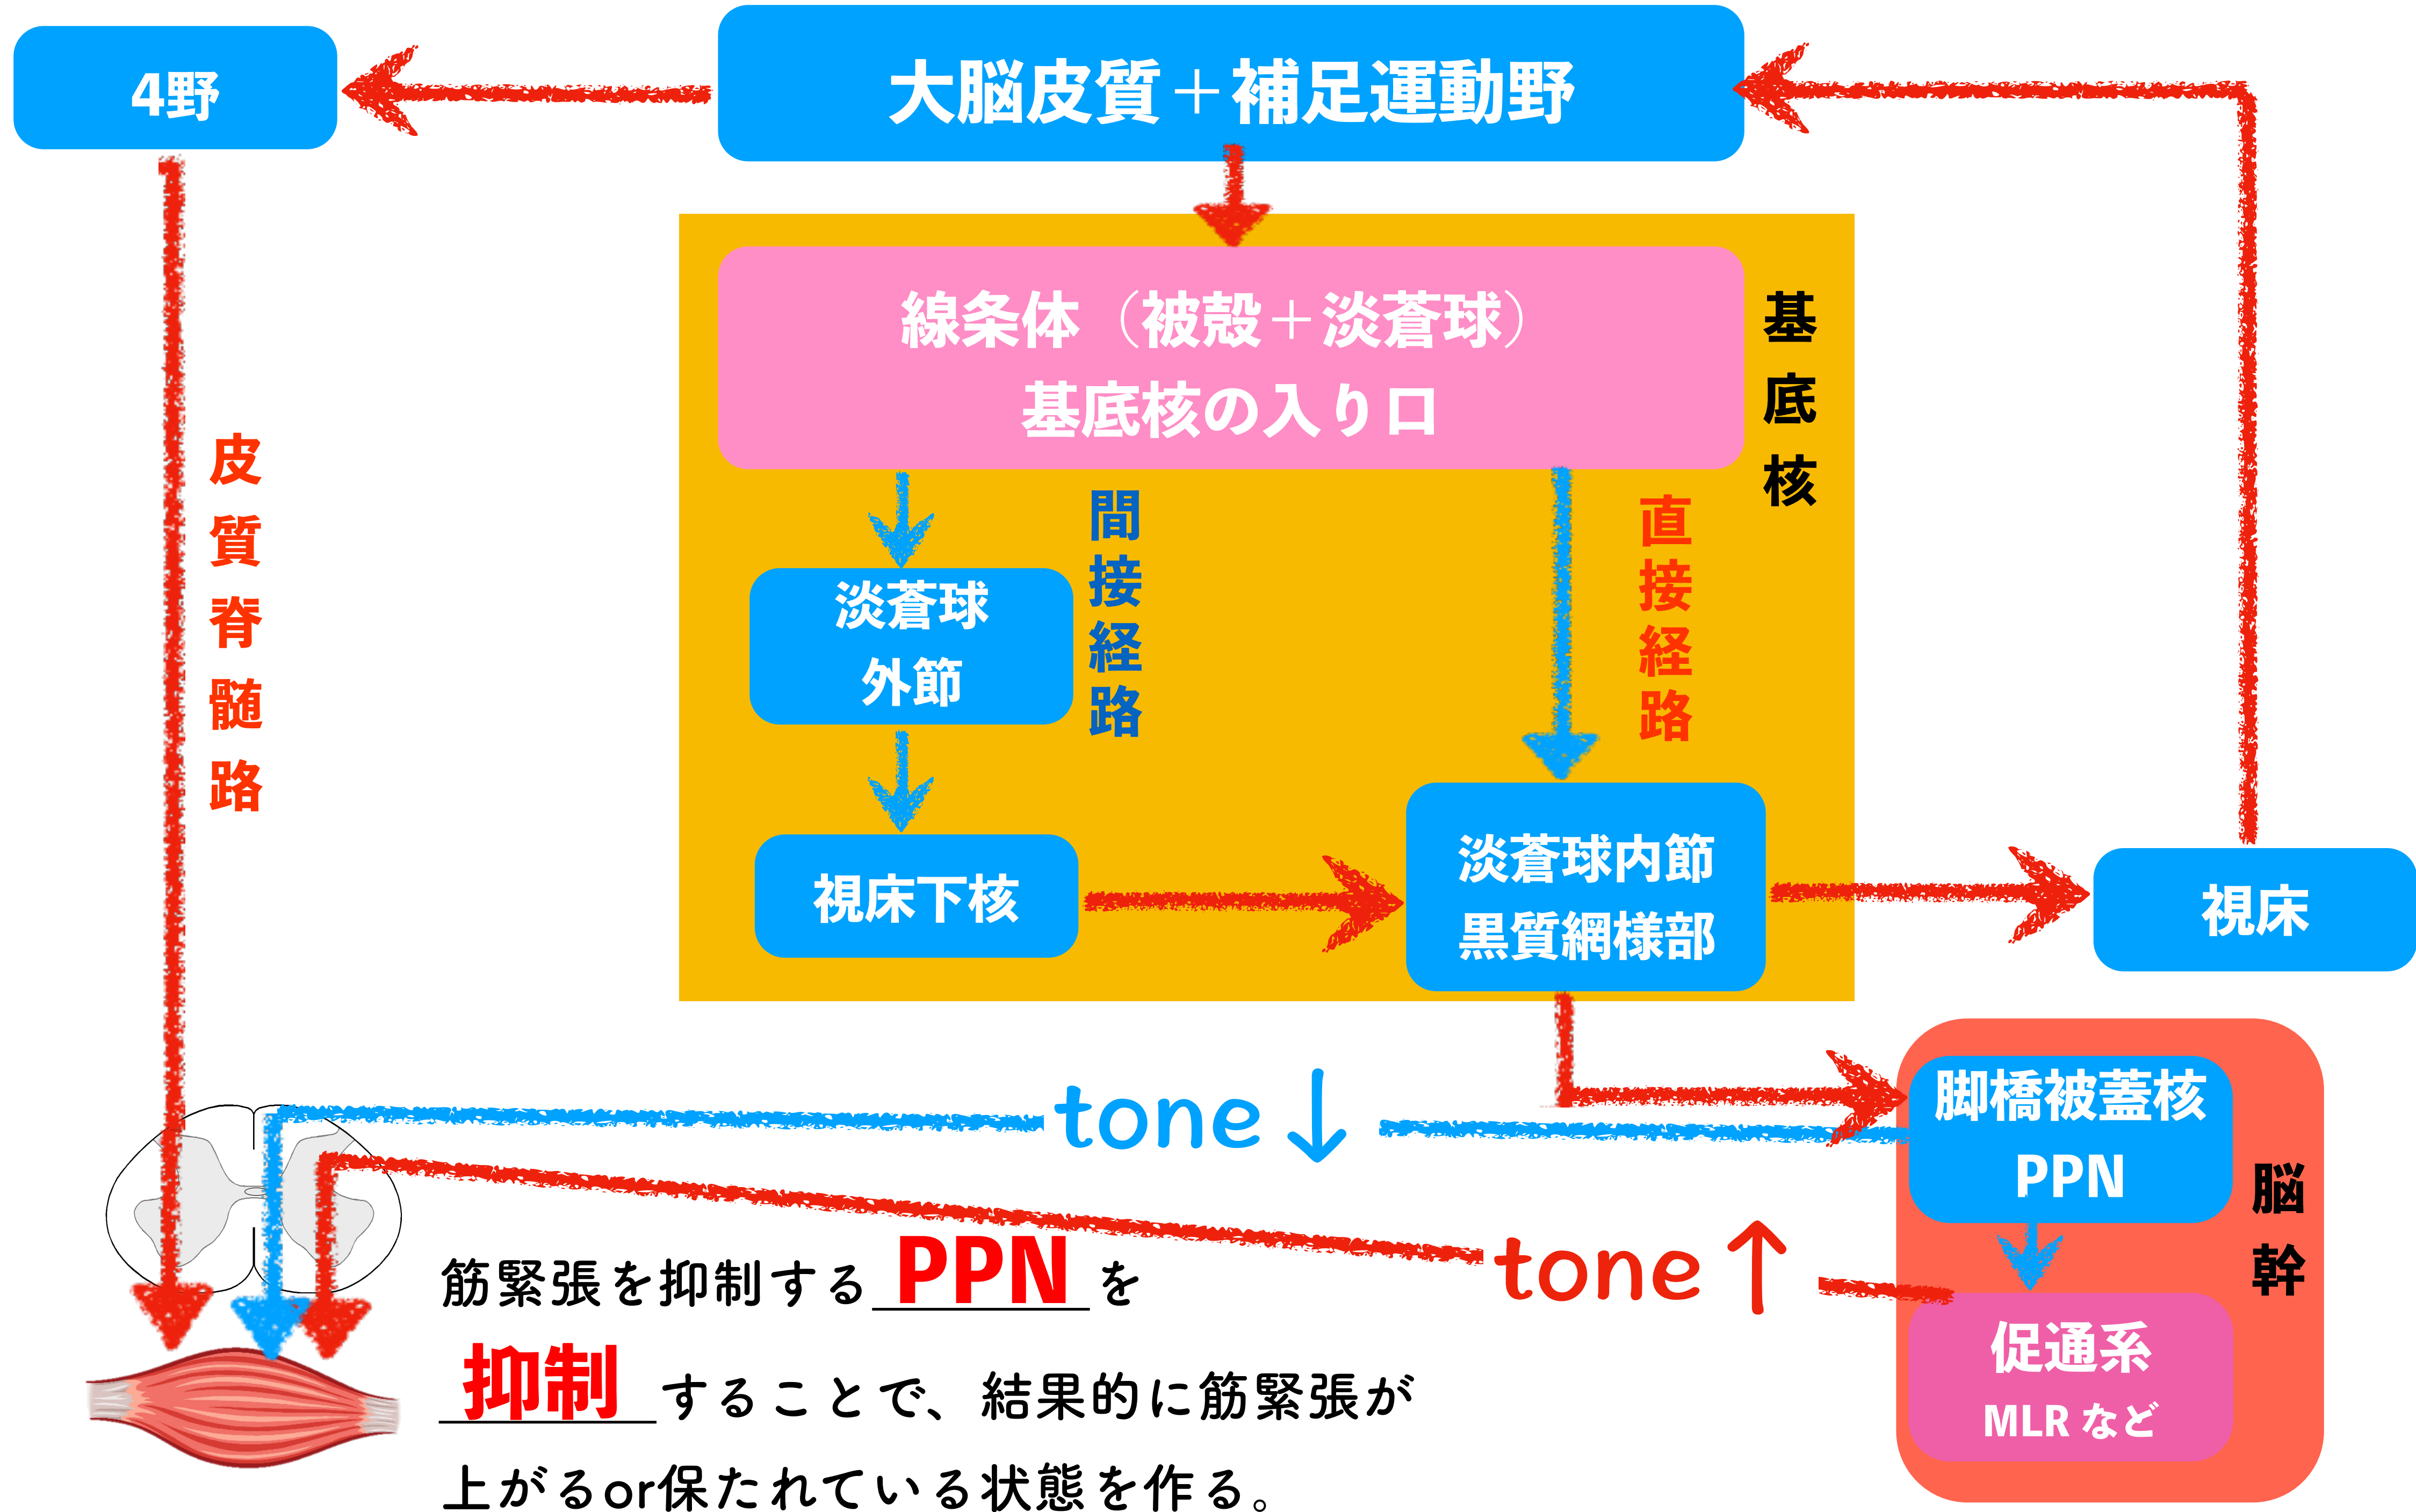 4野
大脳皮質＋補足運動野
線条体（被殻＋淡蒼球）
基底核の入り口
基底核
皮質脊髄路
間接経路
直接経路
淡蒼球
外節
視床下核
淡蒼球内節
黒質網様部
視床
tone↓
脚橋被蓋核
PPN
脳幹
tone↑
促通系
MLR など
筋緊張を抑制する PPN を
抑制 することで、結果的に筋緊張が
上がるor保たれている状態を作る。